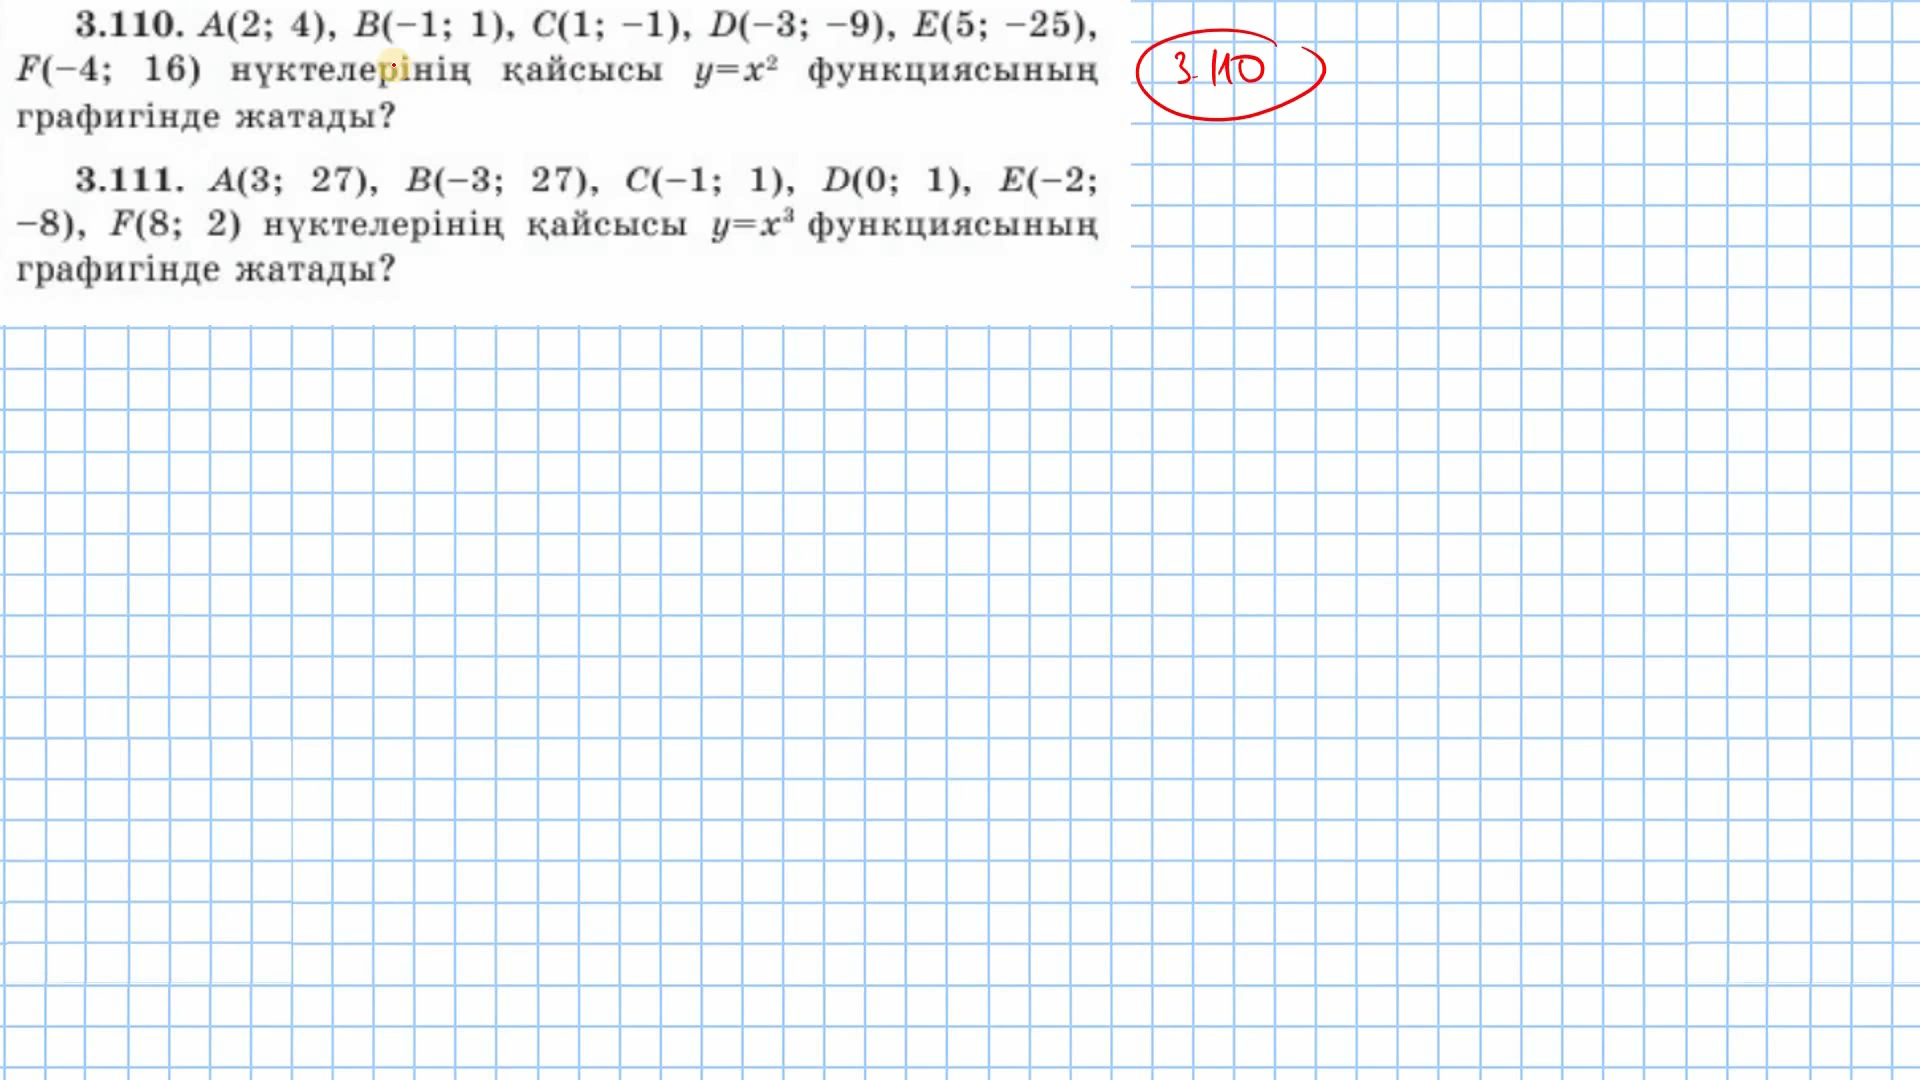 3.110. A(2; 4), B(−1; 1), C(1; −1), D(−3; −9), E(5; −25),
F(−4; 16) нүктелерінің қайсысы y=x² функциясының
графигінде жатады?
3.110
3.111. A(3; 27), B(−3; 27), C(−1; 1), D(0; 1), E(−2;
−8), F(8; 2) нүктелерінің қайсысы y=x³ функциясының
графигінде жатады?